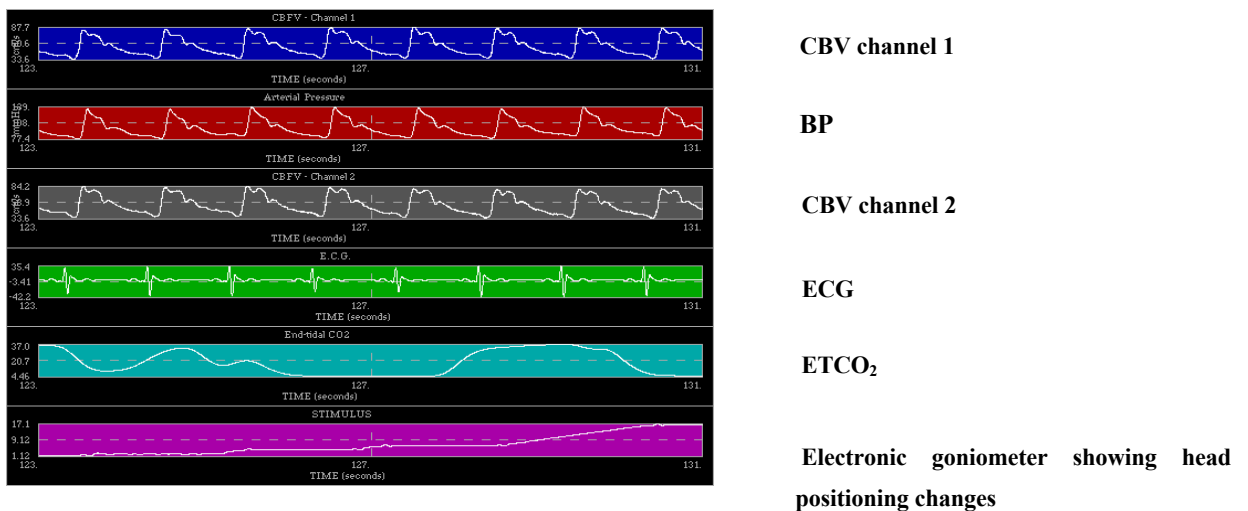 CBFV - Channel 1
87.7
60.6
33.6
123.
127.
131.
TIME (seconds)
CBV channel 1
Arterial Pressure
108.
77.4
123.
127.
131.
TIME (seconds)
BP
CBFV - Channel 2
84.2
33.6
123.
127.
131.
TIME (seconds)
CBV channel 2
E.C.G.
35.4
-3.41
-42.2
123.
127.
131.
TIME (seconds)
ECG
End-tidal CO2
37.0
20.7
4.46
123.
127.
131.
TIME (seconds)
ETCO₂
STIMULUS
17.1
9.12
1.12
123.
127.
131.
TIME (seconds)
Electronic goniometer showing head
positioning changes